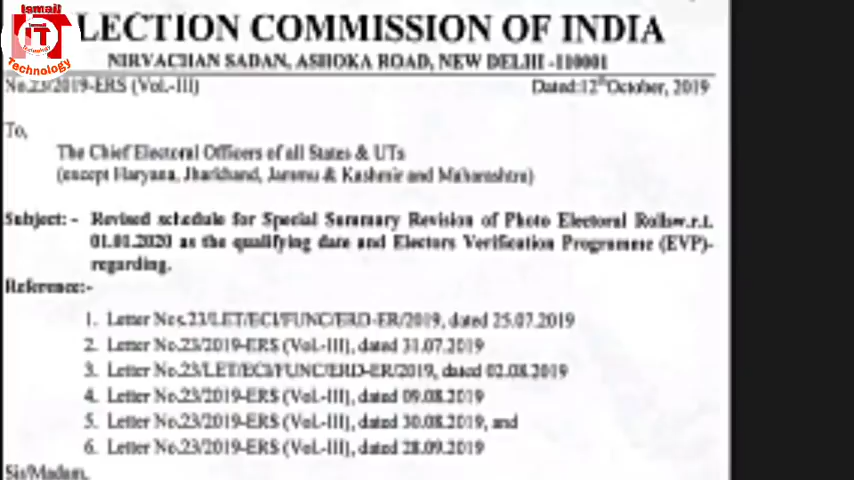 Ismail
IT
Technology
LECTION COMMISSION OF INDIA
NIRVACHAN SADAN, ASHOKA ROAD, NEW DELHI -110001
No.23/2019-ERS (Vol.-III)
Dated:12th October, 2019
To,
The Chief Electoral Officers of all States & UTs
(except Haryana, Jharkhand, Jammu & Kashmir and Maharashtra)
Subject: - Revised schedule for Special Summary Revision of Photo Electoral Rolls w.r.t.
01.01.2020 as the qualifying date and Electors Verification Programme (EVP)-
regarding.
Reference:-
1. Letter Nos.23/LET/ECI/FUNC/ERD-ER/2019, dated 25.07.2019
2. Letter No.23/2019-ERS (Vol.-III), dated 31.07.2019
3. Letter No.23/LET/ECI/FUNC/ERD-ER/2019, dated 02.08.2019
4. Letter No.23/2019-ERS (Vol.-III), dated 09.08.2019
5. Letter No.23/2019-ERS (Vol.-III), dated 30.08.2019, and
6. Letter No.23/2019-ERS (Vol.-III), dated 28.09.2019
Sir/Madam,